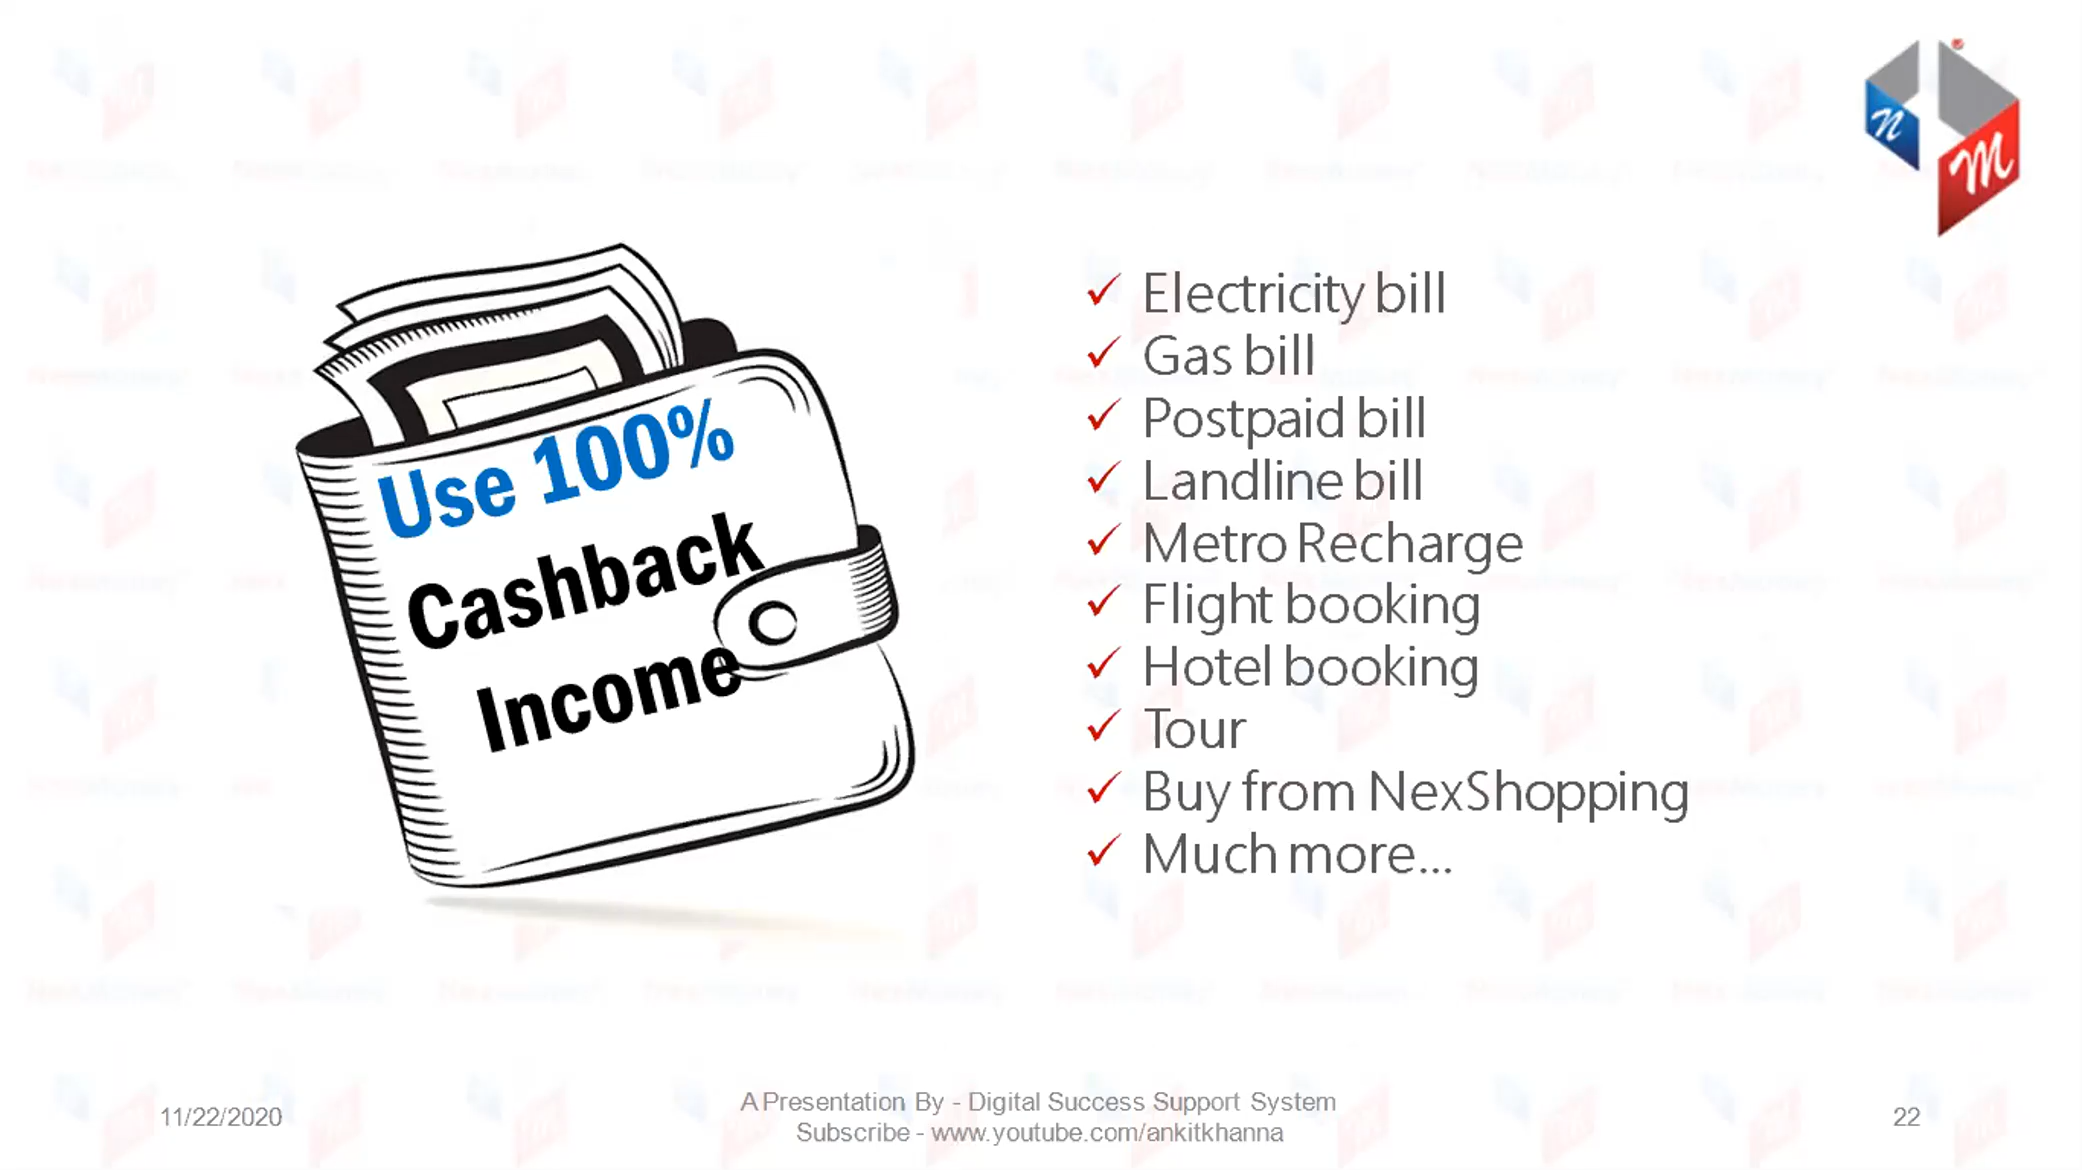 n
M
Use 100%
Cashback
Income
Electricity bill
Gas bill
Postpaid bill
Landline bill
Metro Recharge
Flight booking
Hotel booking
Tour
Buy from NexShopping
Much more...
11/22/2020
A Presentation By - Digital Success Support System
Subscribe - www.youtube.com/ankitkhanna
22